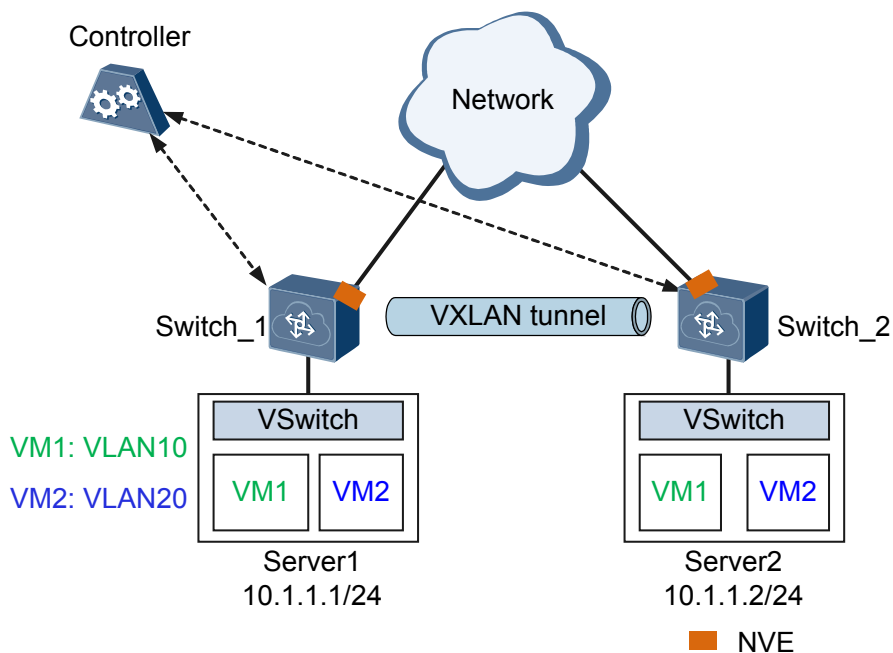 Controller
Network
Switch_1
VXLAN tunnel
Switch_2
VSwitch
VSwitch
VM1: VLAN10
VM2: VLAN20
VM1
VM2
VM1
VM2
Server1
10.1.1.1/24
Server2
10.1.1.2/24
NVE